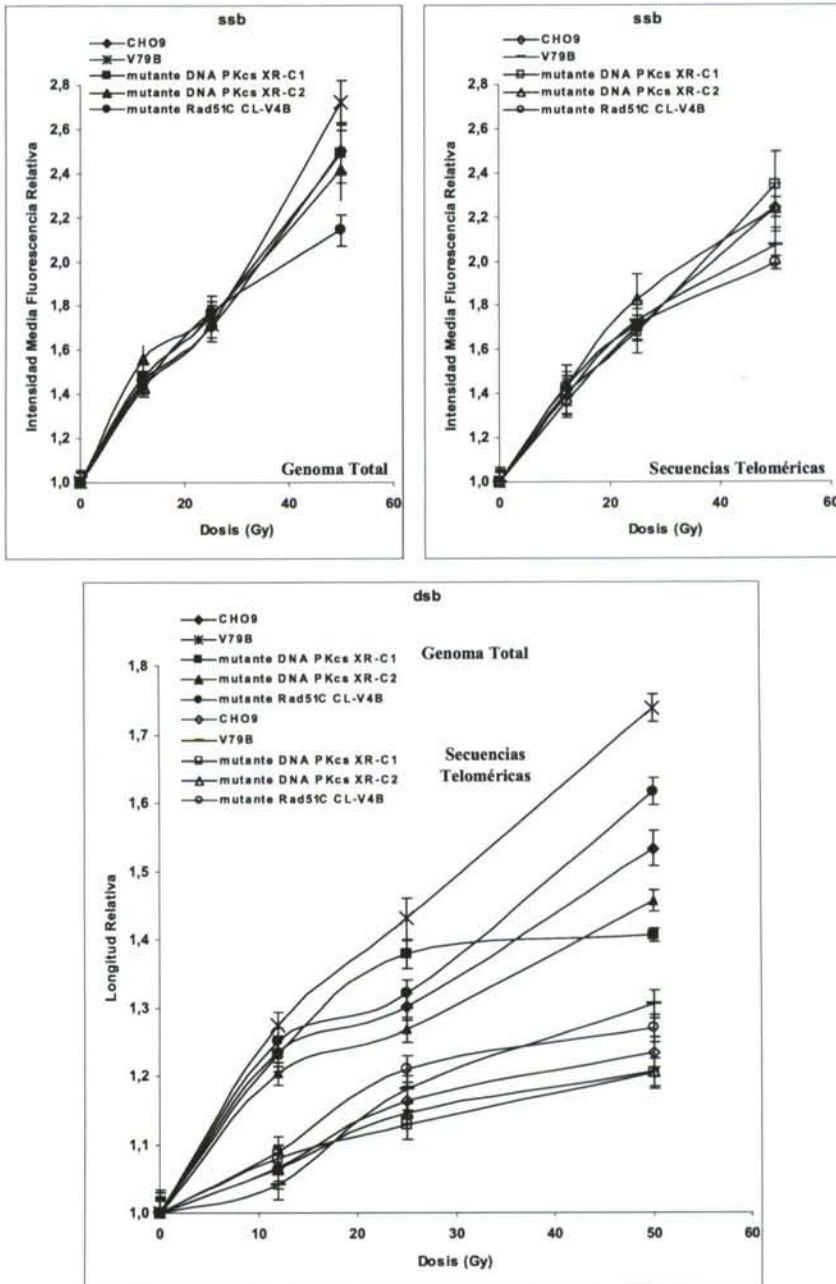 ssb
CHO9
V79B
mutante DNA PKcs XR-C1
mutante DNA PKcs XR-C2
mutante Rad51C CL-V4B
Intensidad Media Fluorescencia Relativa
2,8
2,6
2,4
2,2
2,0
1,8
1,6
1,4
1,2
1,0
0
20
40
60
Genoma Total
Dosis (Gy)
ssb
CHO9
V79B
mutante DNA PKcs XR-C1
mutante DNA PKcs XR-C2
mutante Rad51C CL-V4B
Intensidad Media Fluorescencia Relativa
2,8
2,6
2,4
2,2
2,0
1,8
1,6
1,4
1,2
1,0
0
20
40
60
Secuencias Teloméricas
Dosis (Gy)
dsb
CHO9
V79B
mutante DNA PKcs XR-C1
mutante DNA PKcs XR-C2
mutante Rad51C CL-V4B
CHO9
V79B
mutante DNA PKcs XR-C1
mutante DNA PKcs XR-C2
mutante Rad51C CL-V4B
Genoma Total
Secuencias
Teloméricas
Longitud Relativa
1,8
1,7
1,6
1,5
1,4
1,3
1,2
1,1
1,0
0
10
20
30
40
50
60
Dosis (Gy)